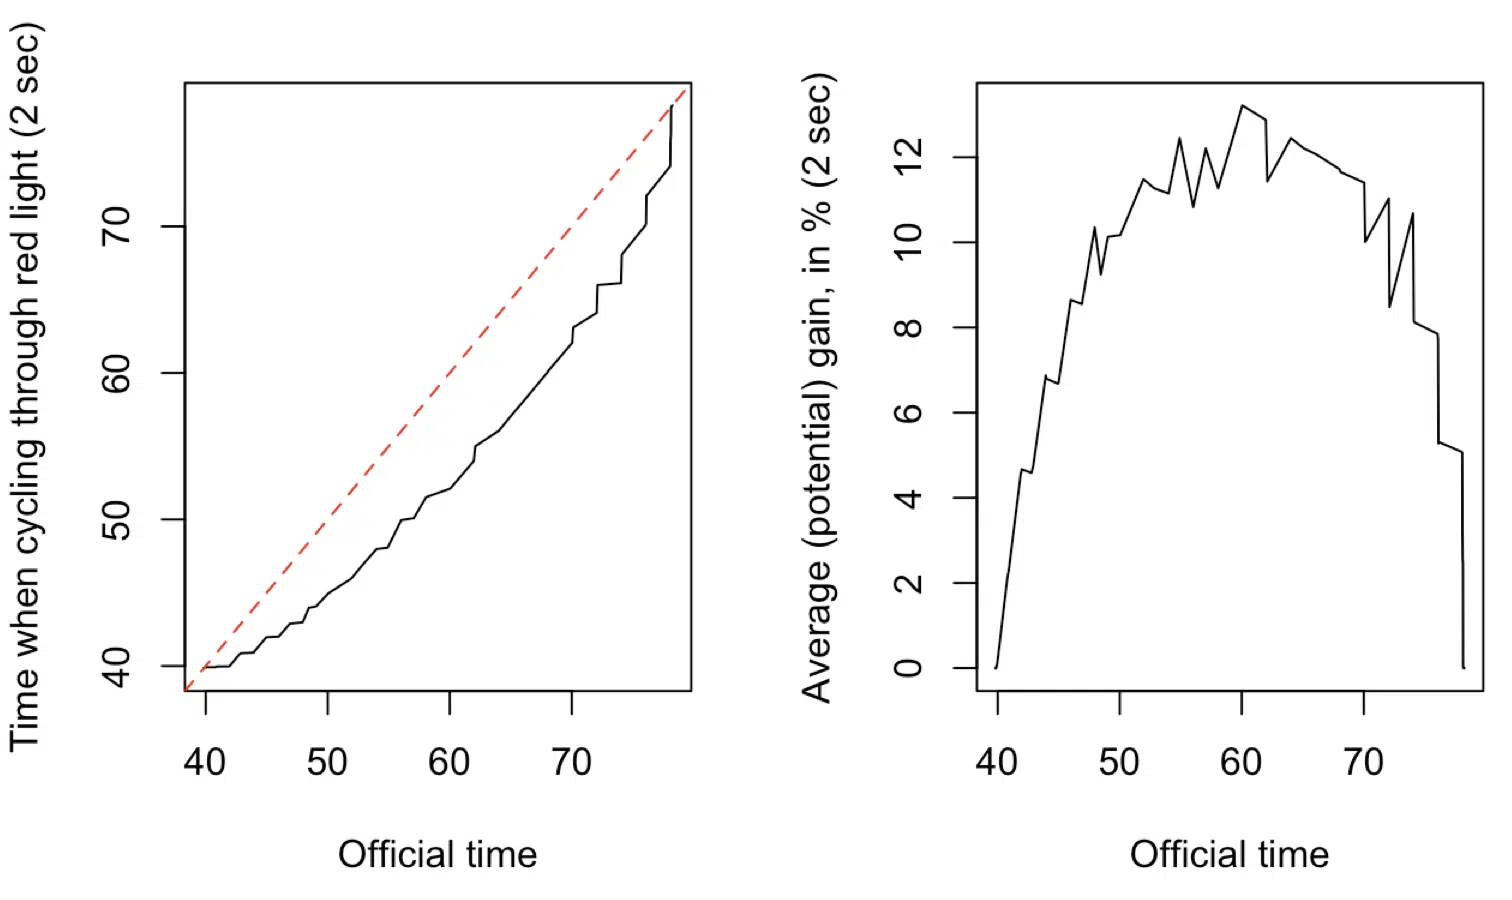 Time when cycling through red light (2 sec)
70
60
50
40
40 50 60 70
Official time
Average (potential) gain, in % (2 sec)
12
10
8
6
4
2
0
40 50 60 70
Official time